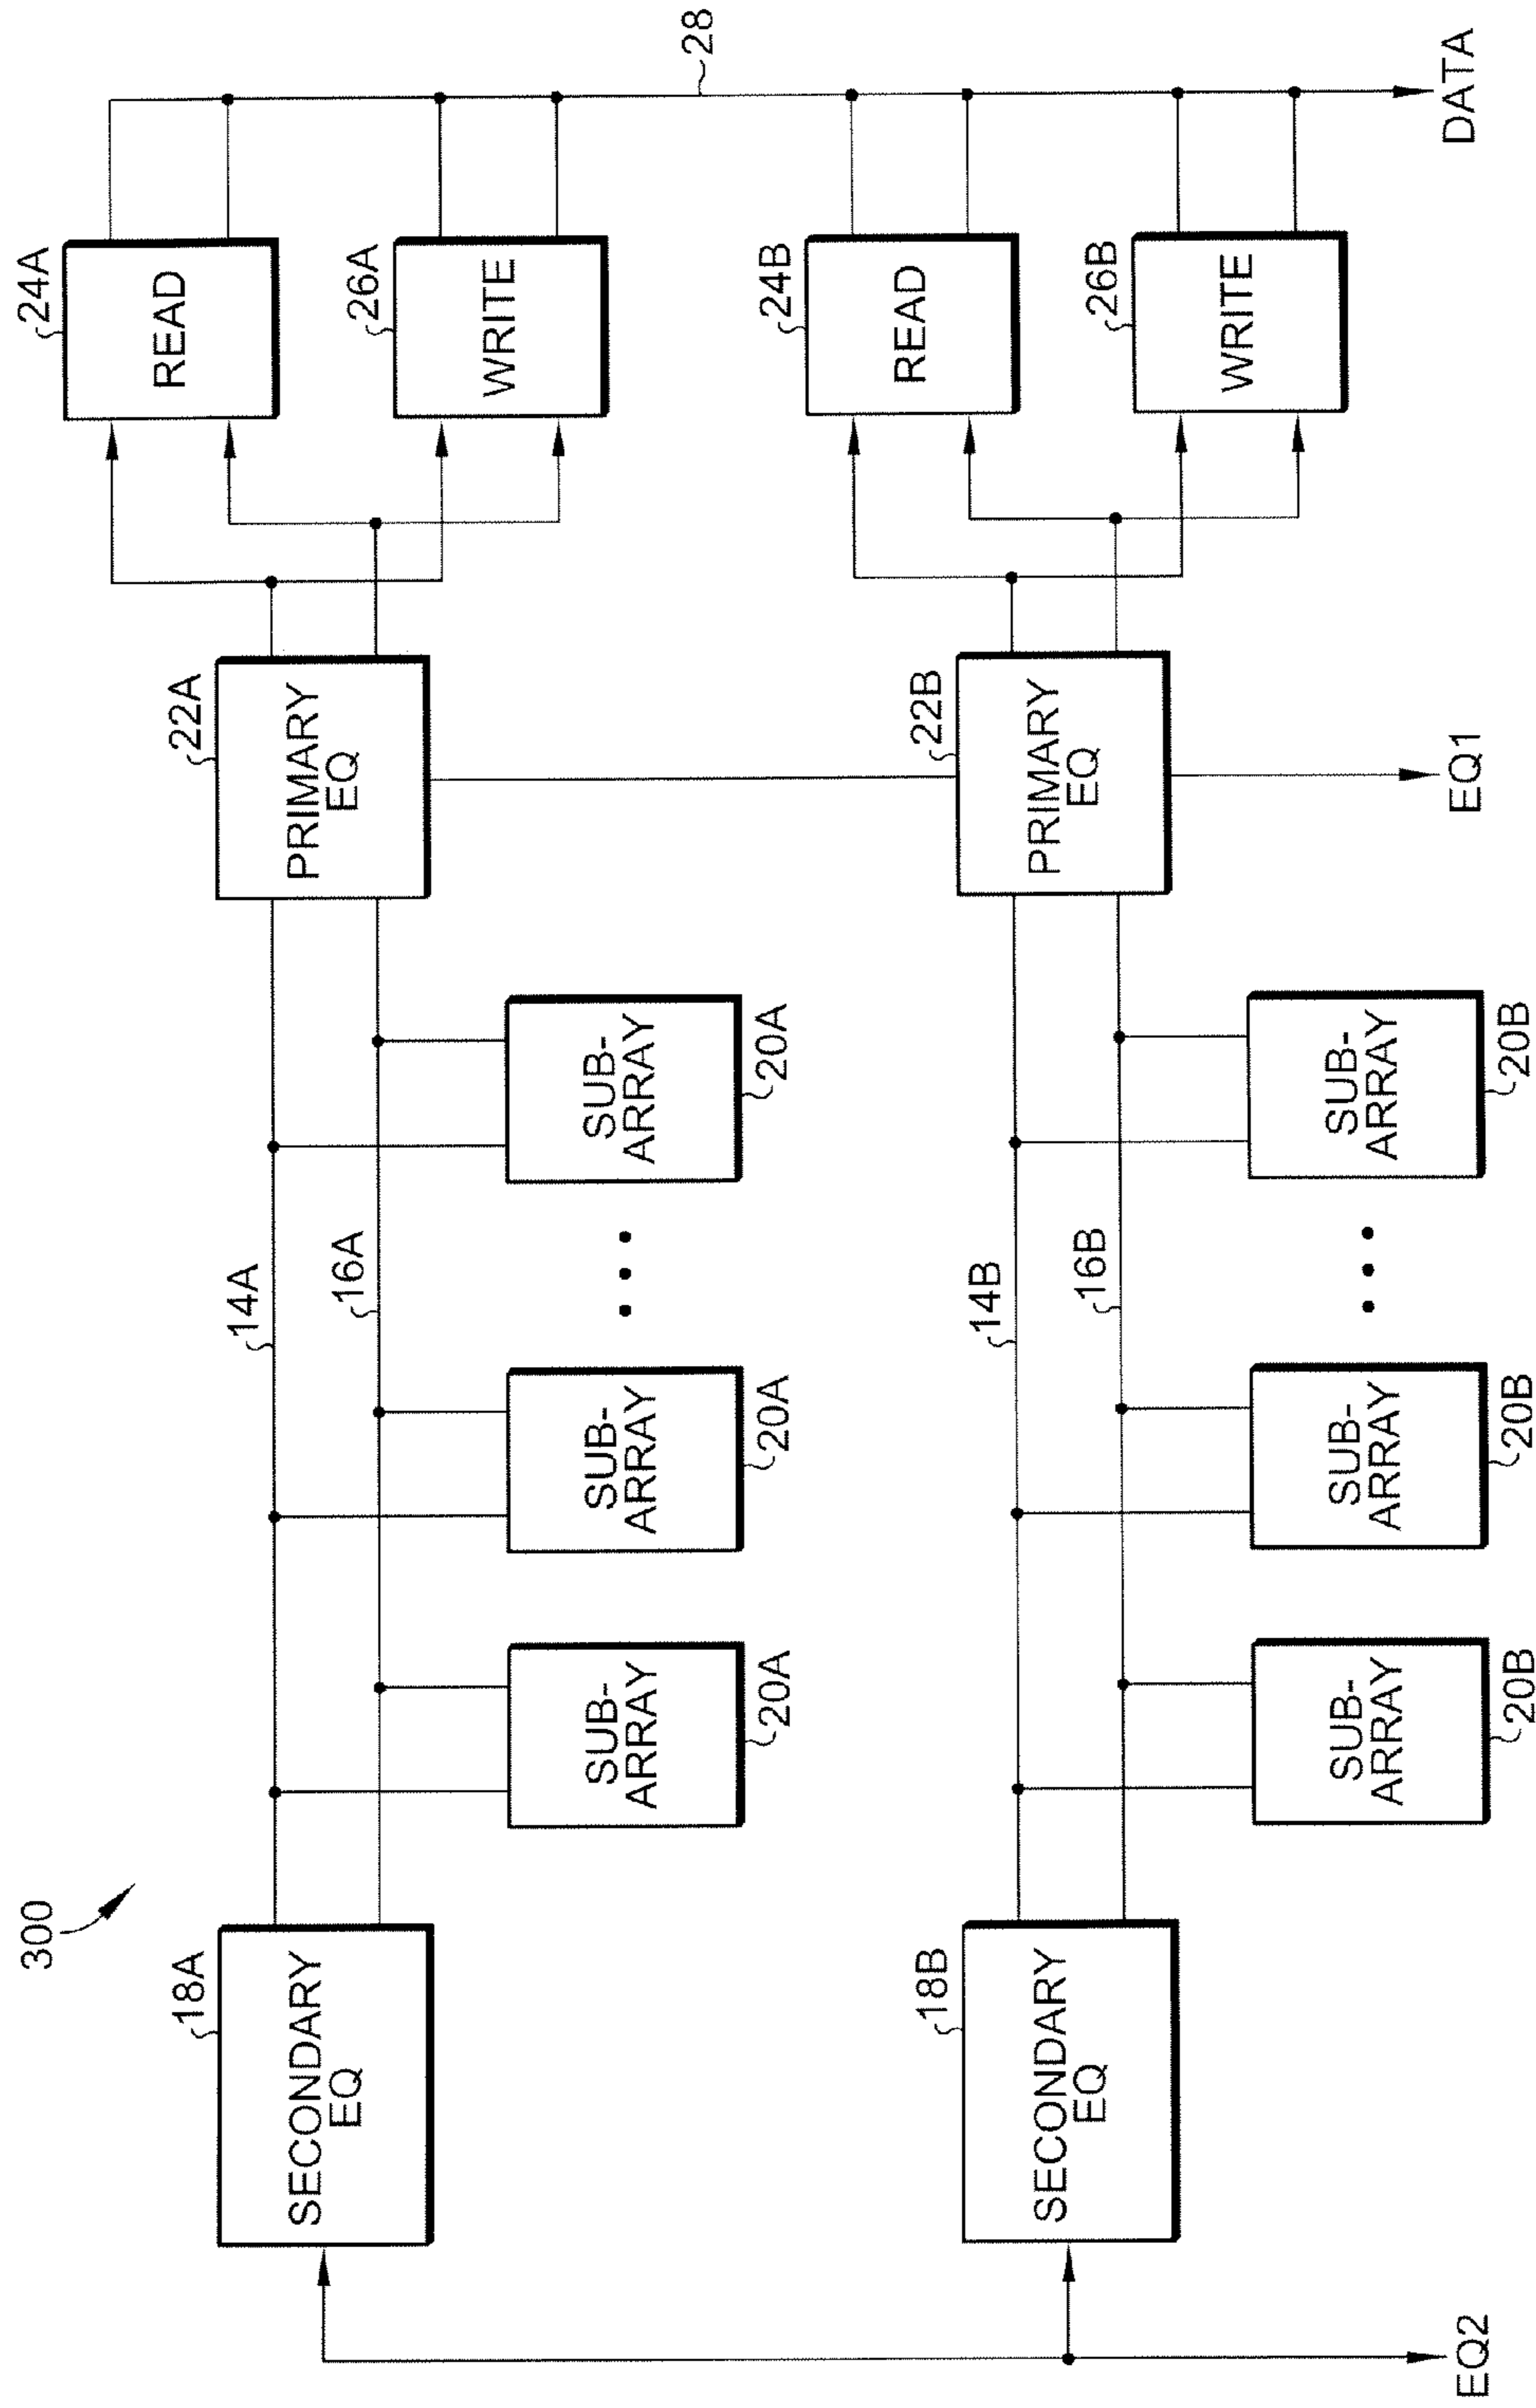 300
18A
SECONDARY
EQ
14A
16A
SUB-
ARRAY
20A
SUB-
ARRAY
20A
SUB-
ARRAY
20A
22A
PRIMARY
EQ
24A
READ
26A
WRITE
28
18B
SECONDARY
EQ
14B
16B
SUB-
ARRAY
20B
SUB-
ARRAY
20B
SUB-
ARRAY
20B
22B
PRIMARY
EQ
24B
READ
26B
WRITE
EQ2
EQ1
DATA